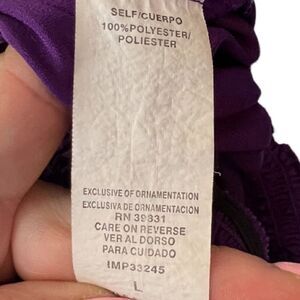 SELF/CUERPO
100%POLYESTER/
POLIESTER
EXCLUSIVE OF ORNAMENTATION
EXCLUSIVA DE ORNAMENTACION
RN 39331
CARE ON REVERSE
VER AL DORSO
PARA CUIDADO
IMP33245
L